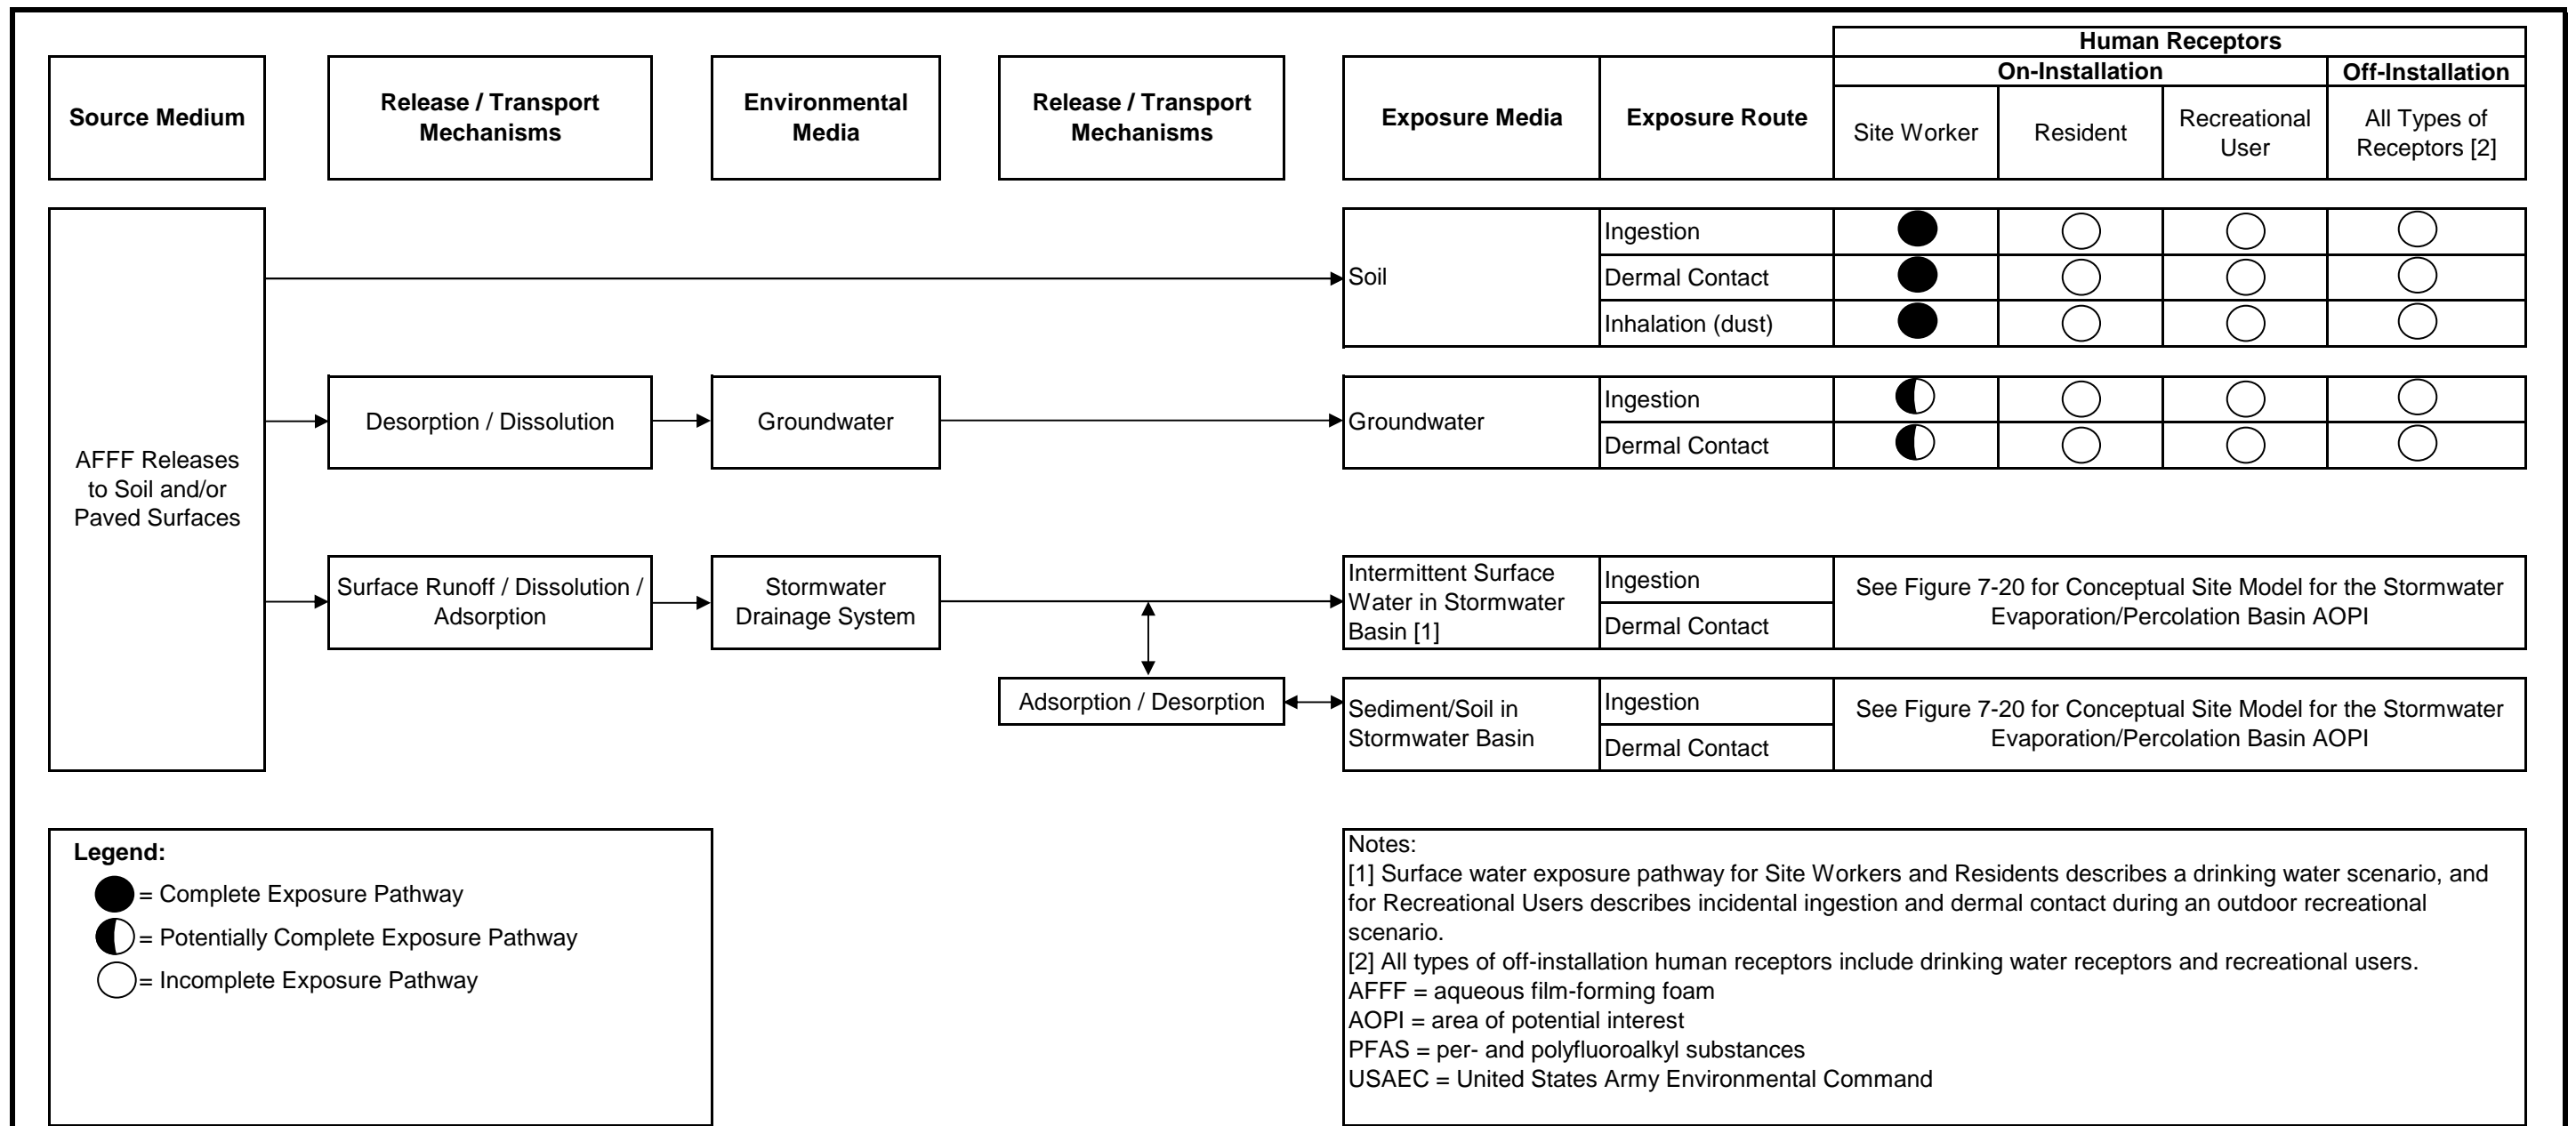 Human Receptors
On-Installation
Off-Installation
Source Medium
Release / Transport
Mechanisms
Environmental
Media
Release / Transport
Mechanisms
Exposure Media
Exposure Route
Site Worker
Resident
Recreational
User
All Types of
Receptors [2]
AFFF Releases
to Soil and/or
Paved Surfaces
Soil
Ingestion
Dermal Contact
Inhalation (dust)
Desorption / Dissolution
Groundwater
Groundwater
Ingestion
Dermal Contact
Surface Runoff / Dissolution /
Adsorption
Stormwater
Drainage System
Intermittent Surface
Water in Stormwater
Basin [1]
Ingestion
Dermal Contact
See Figure 7-20 for Conceptual Site Model for the Stormwater
Evaporation/Percolation Basin AOPI
Adsorption / Desorption
Sediment/Soil in
Stormwater Basin
Ingestion
Dermal Contact
See Figure 7-20 for Conceptual Site Model for the Stormwater
Evaporation/Percolation Basin AOPI
Legend:
= Complete Exposure Pathway
= Potentially Complete Exposure Pathway
= Incomplete Exposure Pathway
Notes:
[1] Surface water exposure pathway for Site Workers and Residents describes a drinking water scenario, and
for Recreational Users describes incidental ingestion and dermal contact during an outdoor recreational
scenario.
[2] All types of off-installation human receptors include drinking water receptors and recreational users.
AFFF = aqueous film-forming foam
AOPI = area of potential interest
PFAS = per- and polyfluoroalkyl substances
USAEC = United States Army Environmental Command